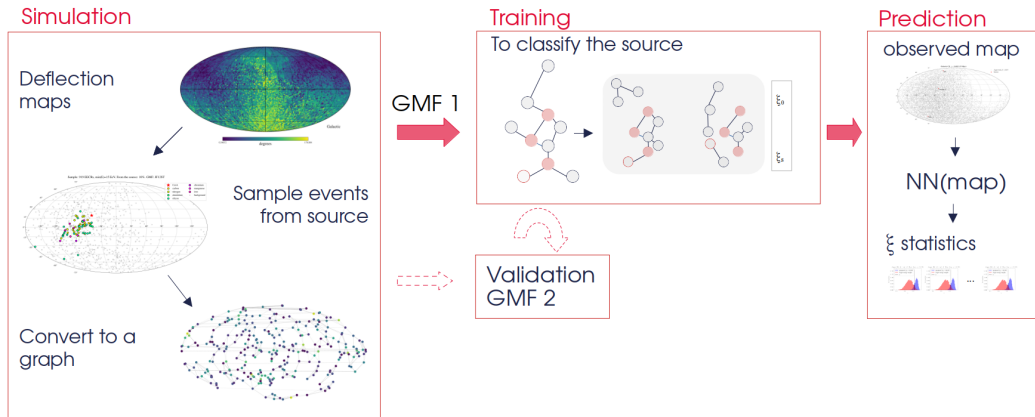 Simulation
Deflection
maps
Galactic
degrees
Sample events
from source
Convert to a
graph
GMF 1
Training
To classify the source
Validation
GMF 2
Prediction
observed map
NN(map)
ξ statistics
...